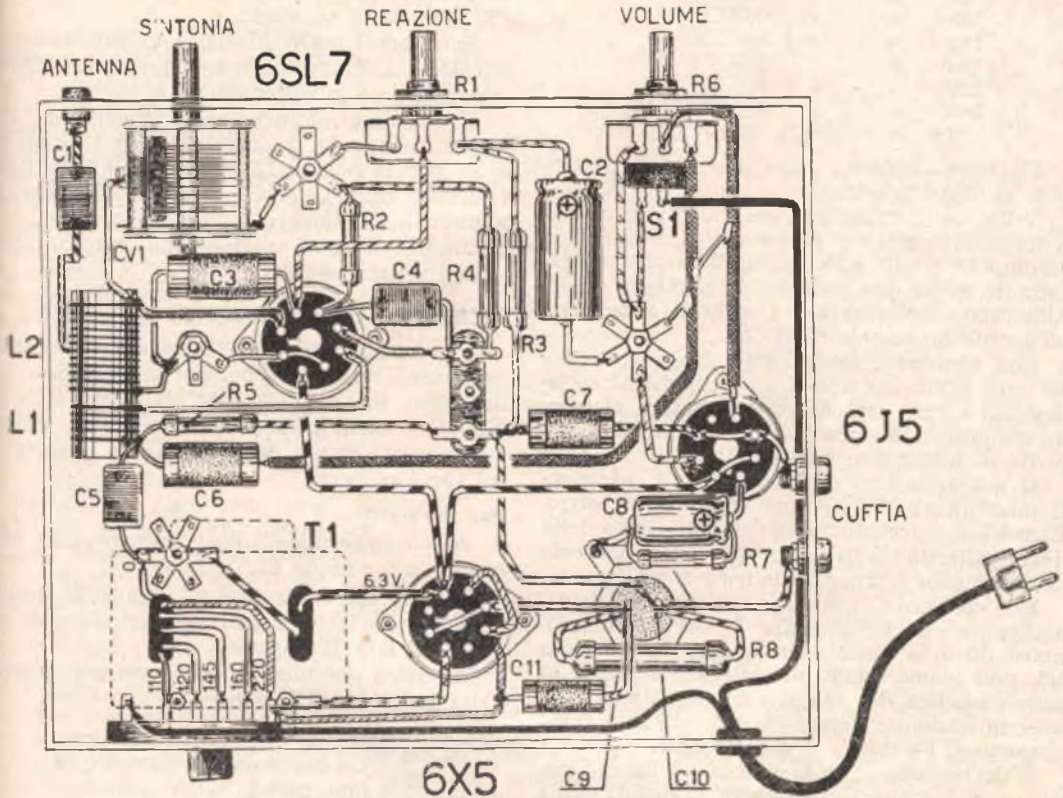 SINTONIA
REAZIONE
VOLUME
ANTENNA
6SL7
R1
R6
C1
C2
R2
S1
CV1
C3
C4
R4
R3
L2
L1
R5
C7
6J5
C5
C6
C8
CUFFIA
T1
6.3V.
R7
R8
C11
110
120
145
160
220
6X5
C9
C10